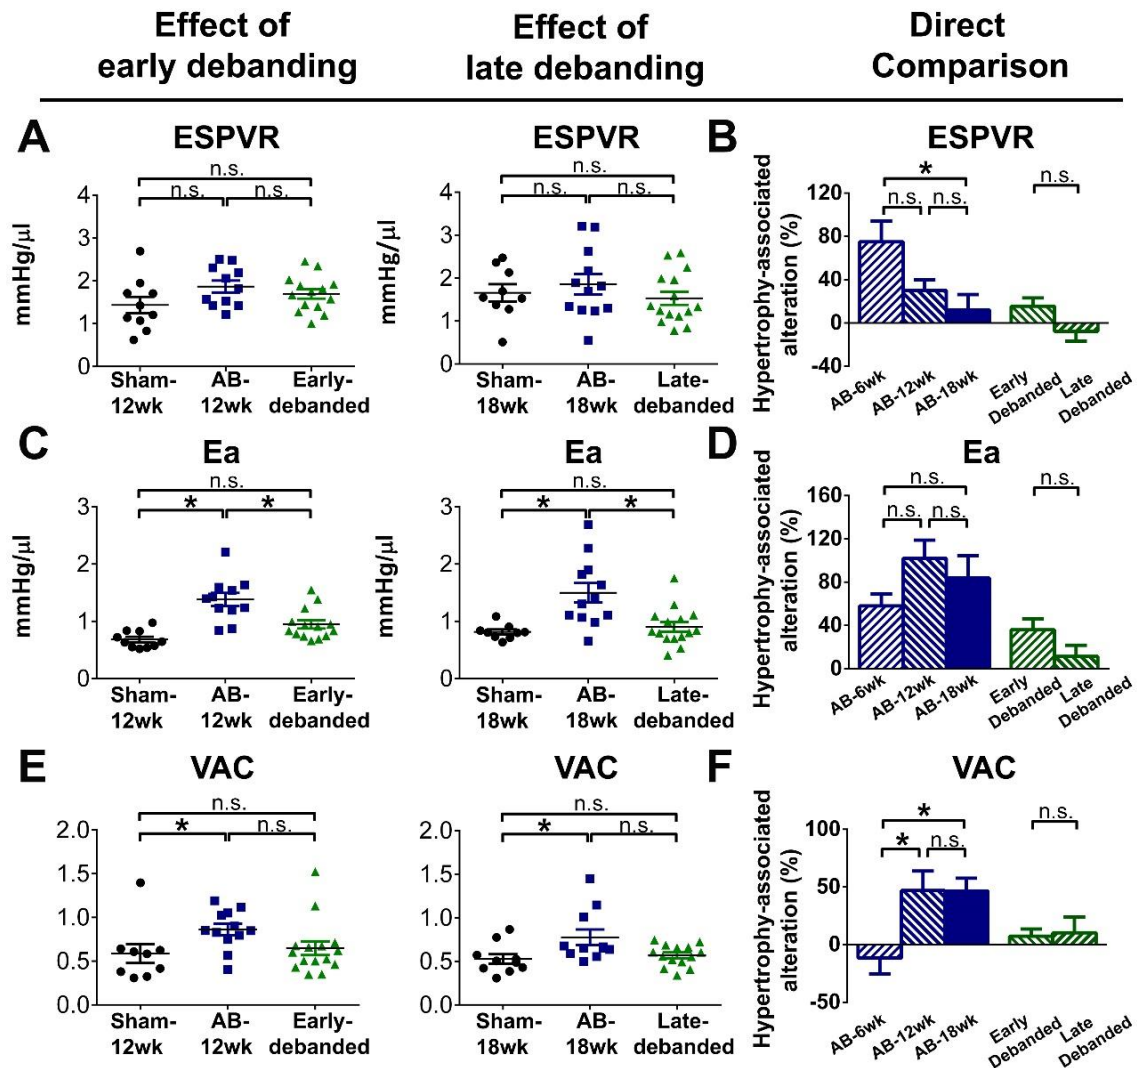 Effect of
early debanding
Effect of
late debanding
Direct
Comparison
A
ESPVR
n.s.
n.s.
n.s.
mmHg/µl
4
3
2
1
0
Sham-
12wk
AB-
12wk
Early-
debanded
ESPVR
n.s.
n.s.
n.s.
mmHg/µl
4
3
2
1
0
Sham-
18wk
AB-
18wk
Late-
debanded
B
ESPVR
*
n.s.
n.s.
n.s.
Hypertrophy-associated
alteration (%)
120
80
40
0
-40
AB-6wk
AB-12wk
AB-18wk
Early
Debanded
Late
Debanded
C
Ea
n.s.
*
*
mmHg/µl
3
2
1
0
Sham-
12wk
AB-
12wk
Early-
debanded
Ea
n.s.
*
*
mmHg/µl
3
2
1
0
Sham-
18wk
AB-
18wk
Late-
debanded
D
Ea
n.s.
n.s.
n.s.
n.s.
Hypertrophy-associated
alteration (%)
160
120
80
40
0
AB-6wk
AB-12wk
AB-18wk
Early
Debanded
Late
Debanded
E
VAC
n.s.
*
n.s.
2.0
1.5
1.0
0.5
0.0
Sham-
12wk
AB-
12wk
Early-
debanded
VAC
n.s.
*
n.s.
2.0
1.5
1.0
0.5
0.0
Sham-
18wk
AB-
18wk
Late-
debanded
F
VAC
*
*
n.s.
n.s.
Hypertrophy-associated
alteration (%)
100
50
0
-50
AB-6wk
AB-12wk
AB-18wk
Early
Debanded
Late
Debanded